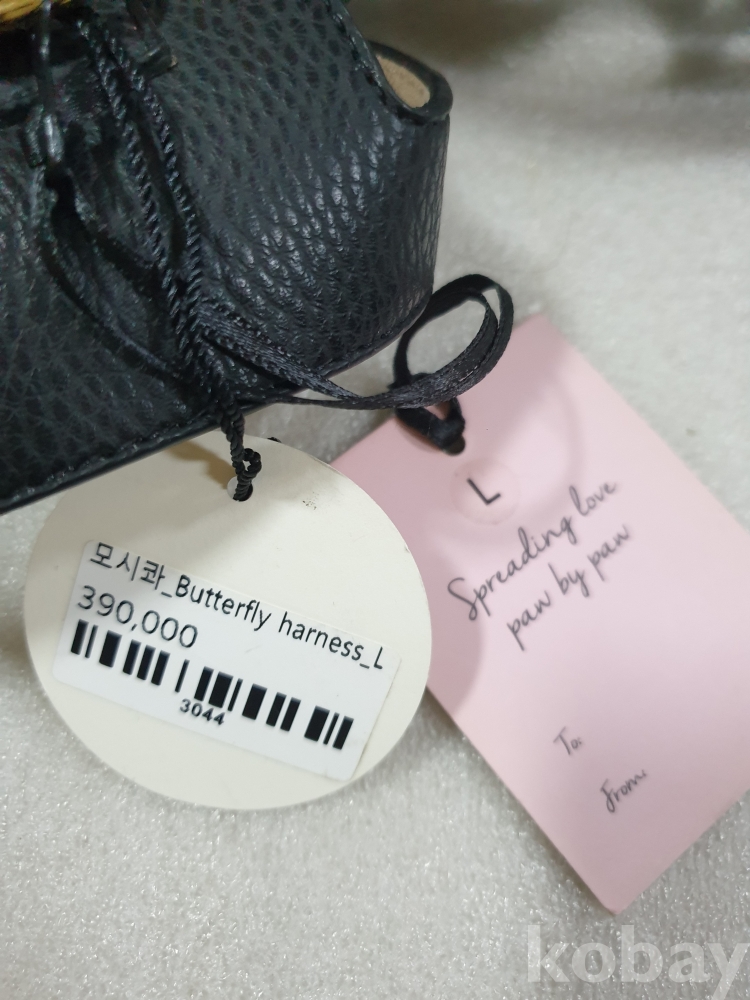 모시콰_Butterfly harness_L
390,000
3044
L
Spreading love
paw by paw
To:
From:
kobay